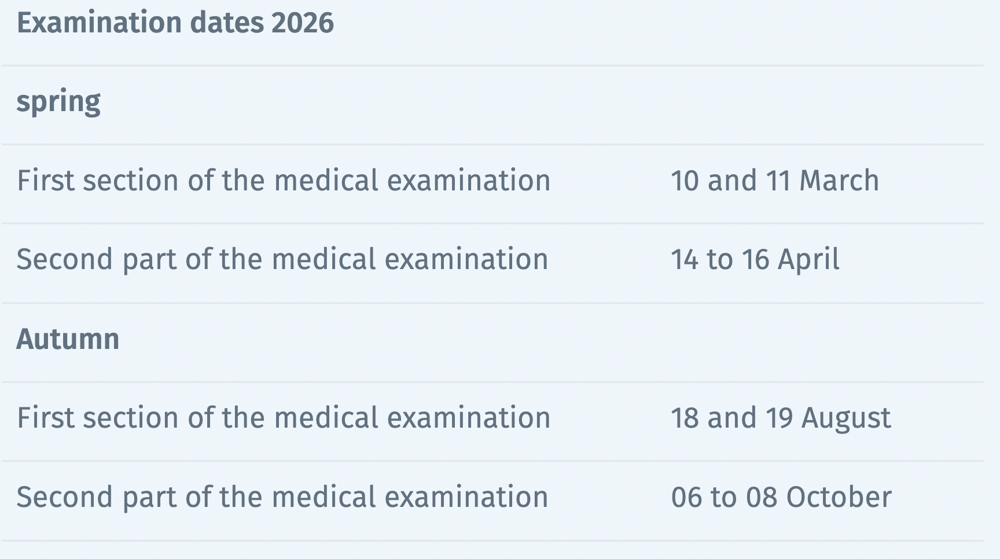 Examination dates 2026
spring
First section of the medical examination 10 and 11 March
Second part of the medical examination 14 to 16 April
Autumn
First section of the medical examination 18 and 19 August
Second part of the medical examination 06 to 08 October